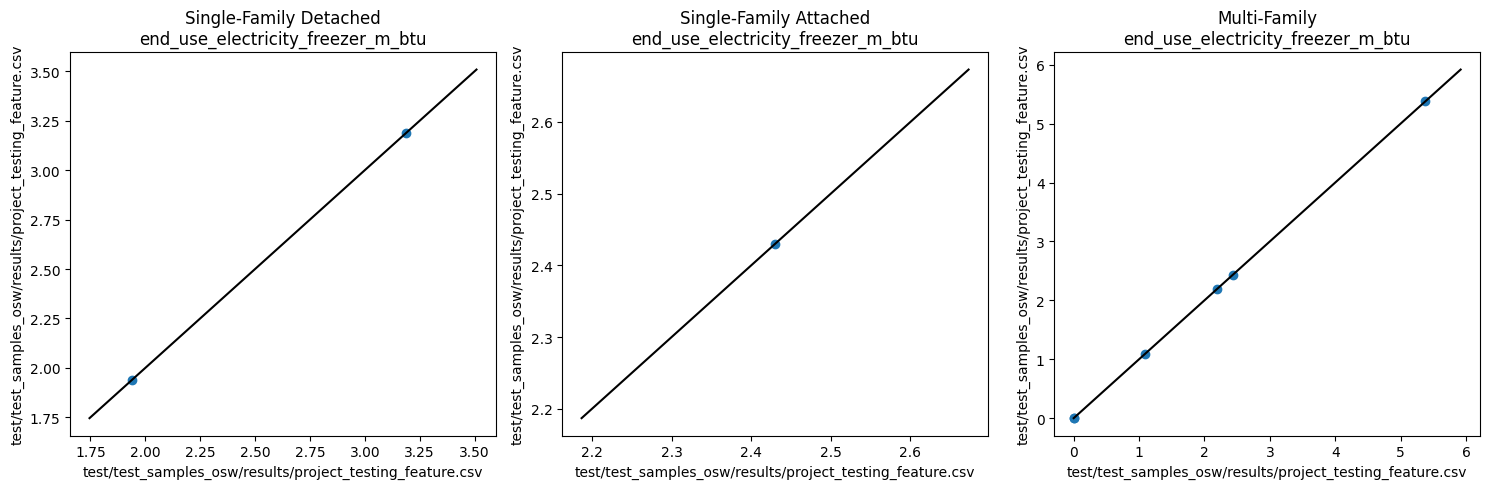 Single-Family Detached
end_use_electricity_freezer_m_btu
test/test_samples_osw/results/project_testing_feature.csv
3.50
3.25
3.00
2.75
2.50
2.25
2.00
1.75
1.75 2.00 2.25 2.50 2.75 3.00 3.25 3.50
test/test_samples_osw/results/project_testing_feature.csv
Single-Family Attached
end_use_electricity_freezer_m_btu
test/test_samples_osw/results/project_testing_feature.csv
2.6
2.5
2.4
2.3
2.2
2.2 2.3 2.4 2.5 2.6
test/test_samples_osw/results/project_testing_feature.csv
Multi-Family
end_use_electricity_freezer_m_btu
test/test_samples_osw/results/project_testing_feature.csv
6
5
4
3
2
1
0
0 1 2 3 4 5 6
test/test_samples_osw/results/project_testing_feature.csv